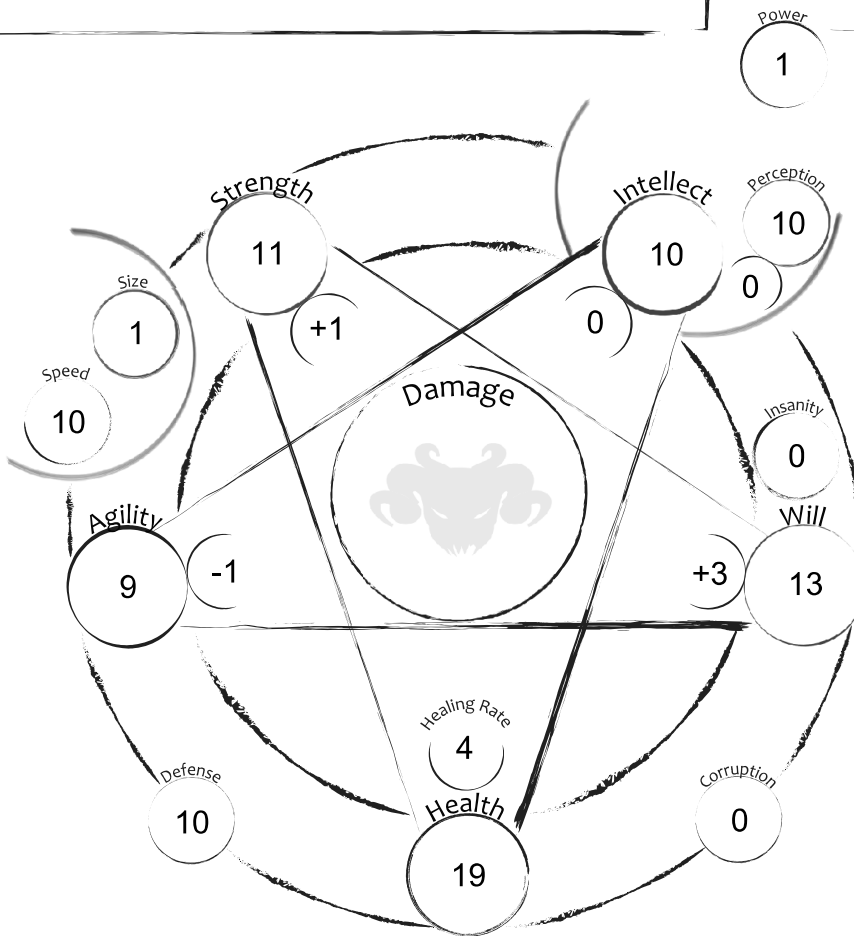 Power
1
Strength
11
+1
Intellect
10
0
Perception
10
0
Size
1
Speed
10
Damage
Insanity
0
Agility
9
-1
Will
13
+3
Healing Rate
4
Health
19
Defense
10
Corruption
0